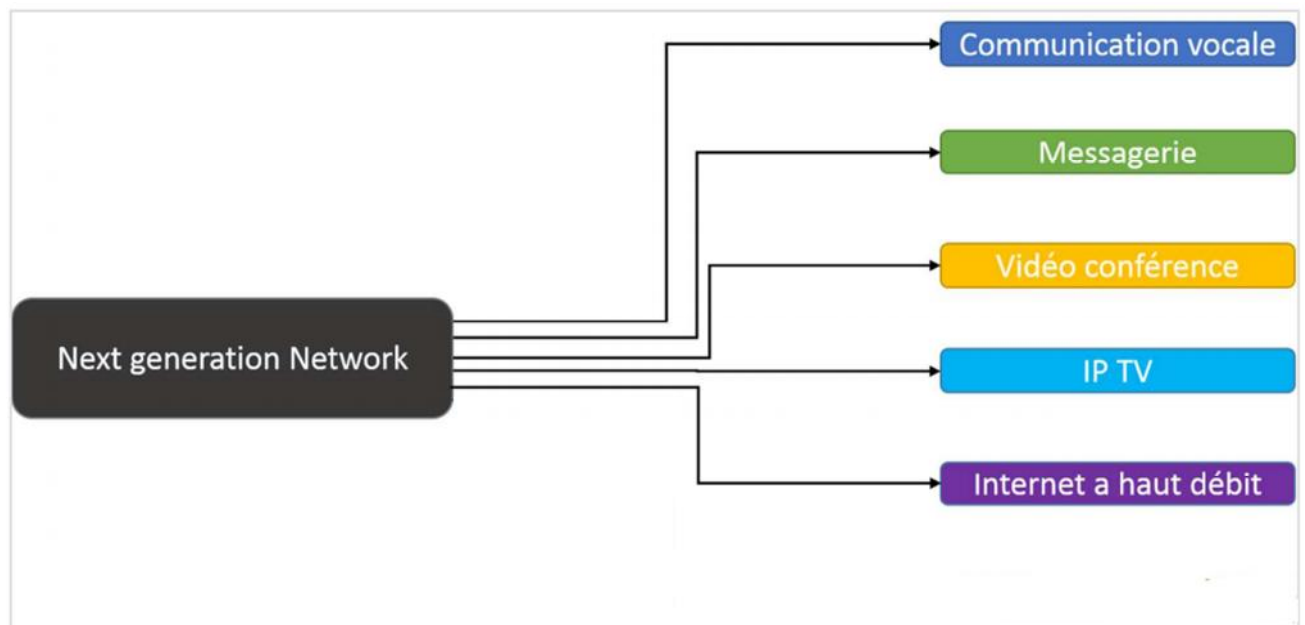 Communication vocale
Messagerie
Vidéo conférence
Next generation Network
IP TV
Internet a haut débit